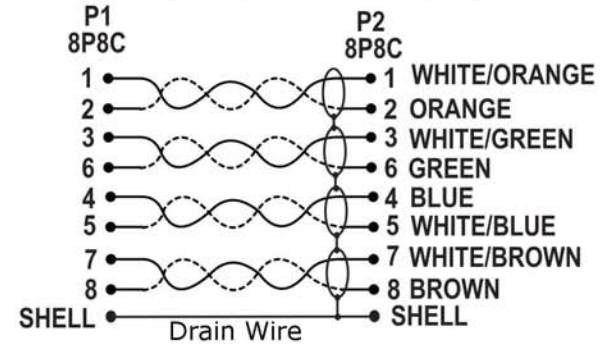 P1 P2
8P8C 8P8C
1 1 WHITE/ORANGE
2 2 ORANGE
3 3 WHITE/GREEN
6 6 GREEN
4 4 BLUE
5 5 WHITE/BLUE
7 7 WHITE/BROWN
8 8 BROWN
SHELL SHELL
Drain Wire